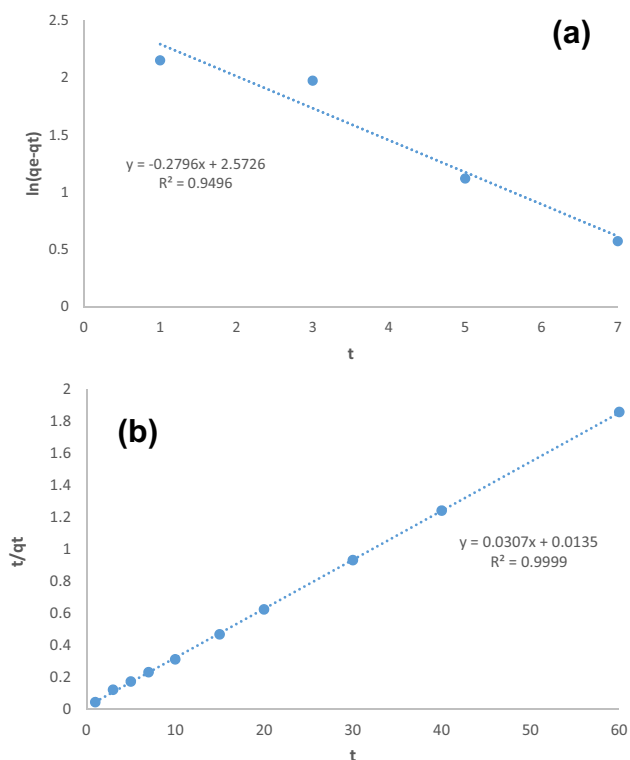 (a)
2.5
2
1.5
1
0.5
0
ln(qe-qt)
y = -0.2796x + 2.5726
R² = 0.9496
0 1 2 3 4 5 6 7
t
(b)
2
1.8
1.6
1.4
1.2
1
0.8
0.6
0.4
0.2
0
t/qt
y = 0.0307x + 0.0135
R² = 0.9999
0 10 20 30 40 50 60
t